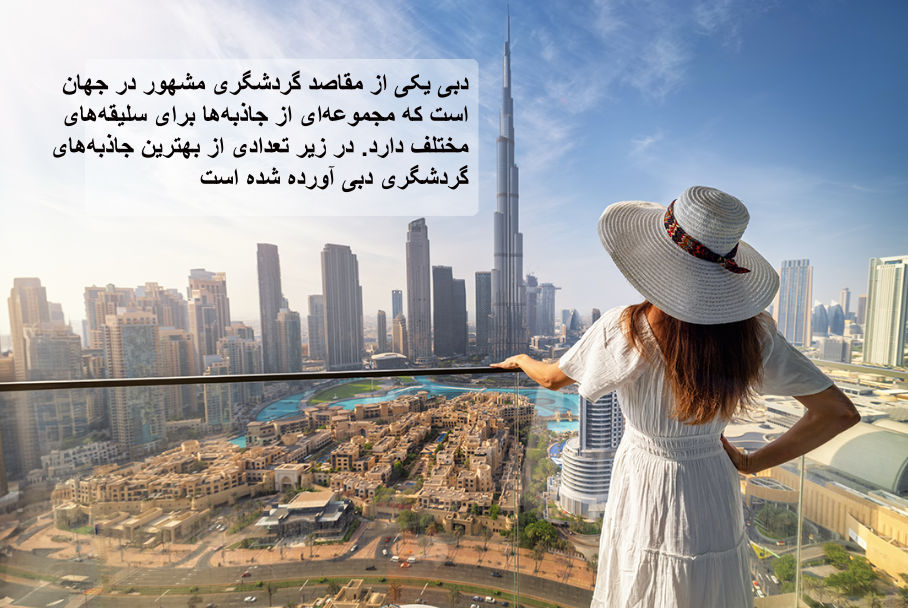 دبی یکی از مقاصد گردشگری مشهور در جهان
است که مجموعه‌ای از جاذبه‌ها برای سلیقه‌های
مختلف دارد. در زیر تعدادی از بهترین جاذبه‌های
گردشگری دبی آورده شده است